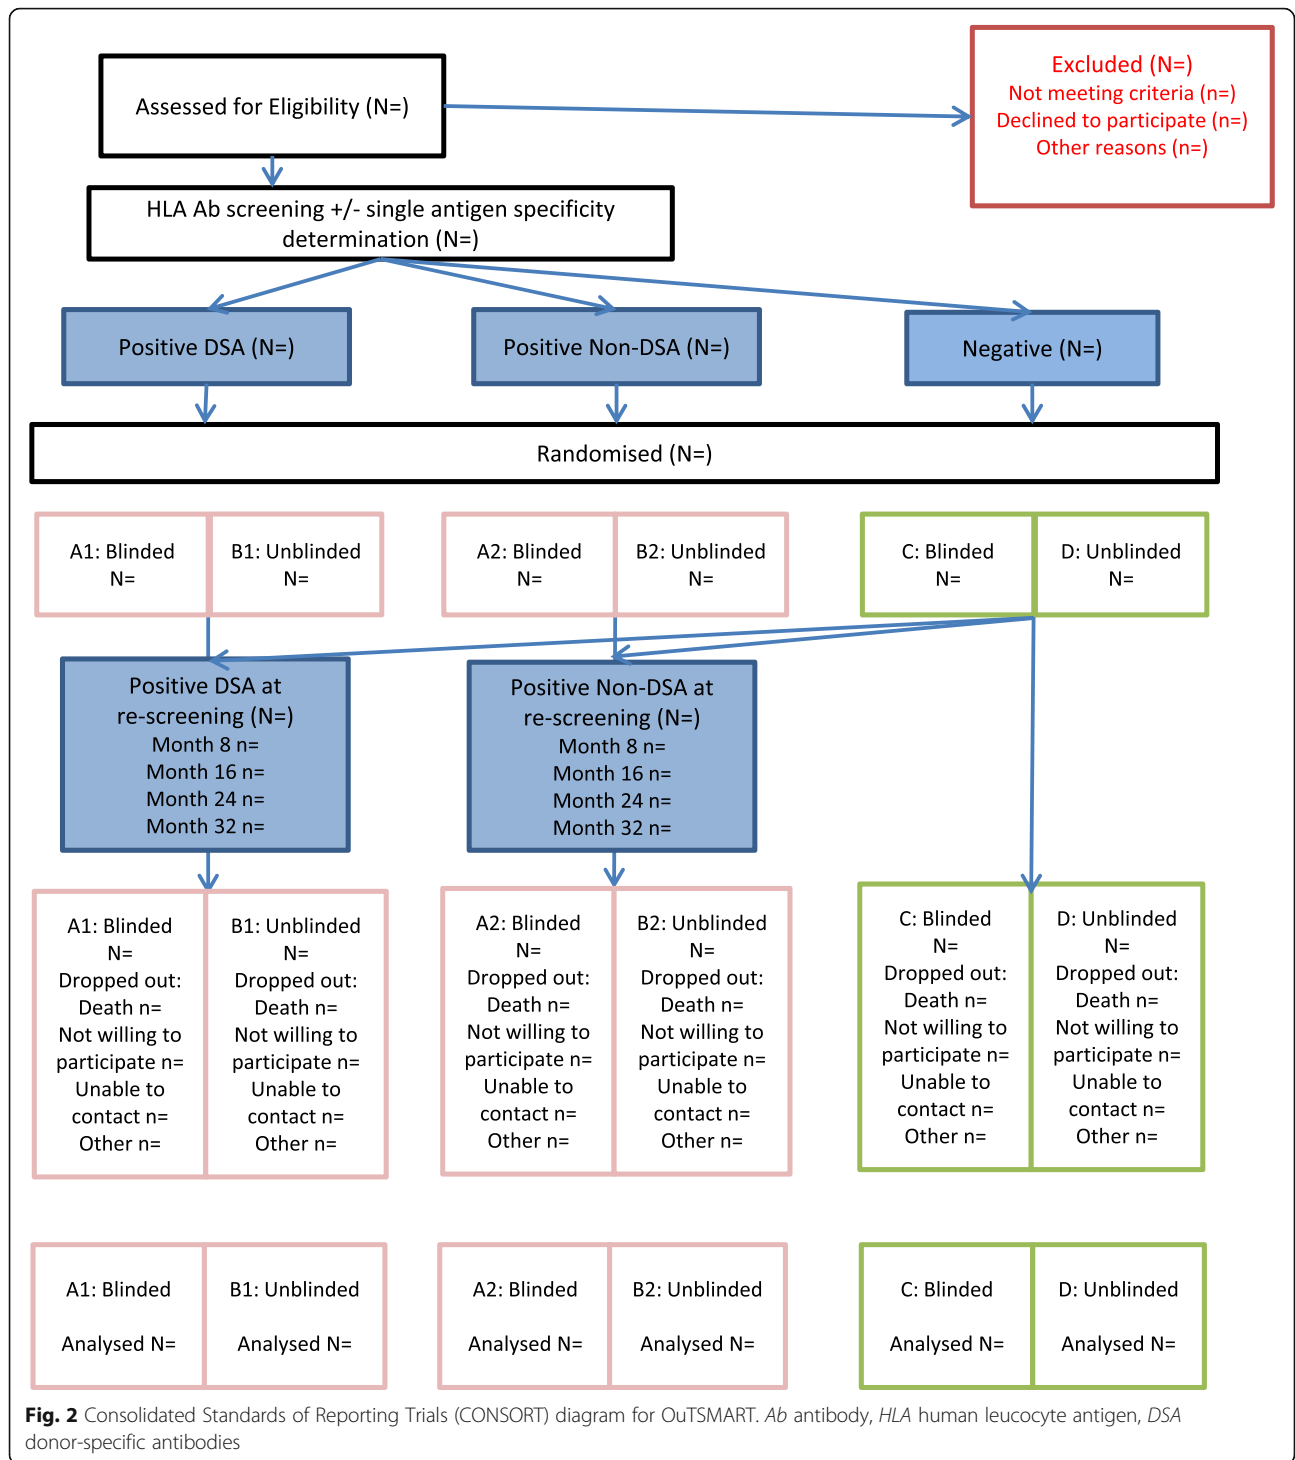 Assessed for Eligibility (N=)
Excluded (N=)
Not meeting criteria (n=)
Declined to participate (n=)
Other reasons (n=)
HLA Ab screening +/- single antigen specificity
determination (N=)
Positive DSA (N=)
Positive Non-DSA (N=)
Negative (N=)
Randomised (N=)
A1: Blinded
N=
B1: Unblinded
N=
A2: Blinded
N=
B2: Unblinded
N=
C: Blinded
N=
D: Unblinded
N=
Positive DSA at
re-screening (N=)
Month 8 n=
Month 16 n=
Month 24 n=
Month 32 n=
Positive Non-DSA at
re-screening (N=)
Month 8 n=
Month 16 n=
Month 24 n=
Month 32 n=
A1: Blinded
N=
Dropped out:
Death n=
Not willing to
participate n=
Unable to
contact n=
Other n=
B1: Unblinded
N=
Dropped out:
Death n=
Not willing to
participate n=
Unable to
contact n=
Other n=
A2: Blinded
N=
Dropped out:
Death n=
Not willing to
participate n=
Unable to
contact n=
Other n=
B2: Unblinded
N=
Dropped out:
Death n=
Not willing to
participate n=
Unable to
contact n=
Other n=
C: Blinded
N=
Dropped out:
Death n=
Not willing to
participate n=
Unable to
contact n=
Other n=
D: Unblinded
N=
Dropped out:
Death n=
Not willing to
participate n=
Unable to
contact n=
Other n=
A1: Blinded
Analysed N=
B1: Unblinded
Analysed N=
A2: Blinded
Analysed N=
B2: Unblinded
Analysed N=
C: Blinded
Analysed N=
D: Unblinded
Analysed N=
Fig. 2 Consolidated Standards of Reporting Trials (CONSORT) diagram for OuTSMART. Ab antibody, HLA human leucocyte antigen, DSA
donor-specific antibodies